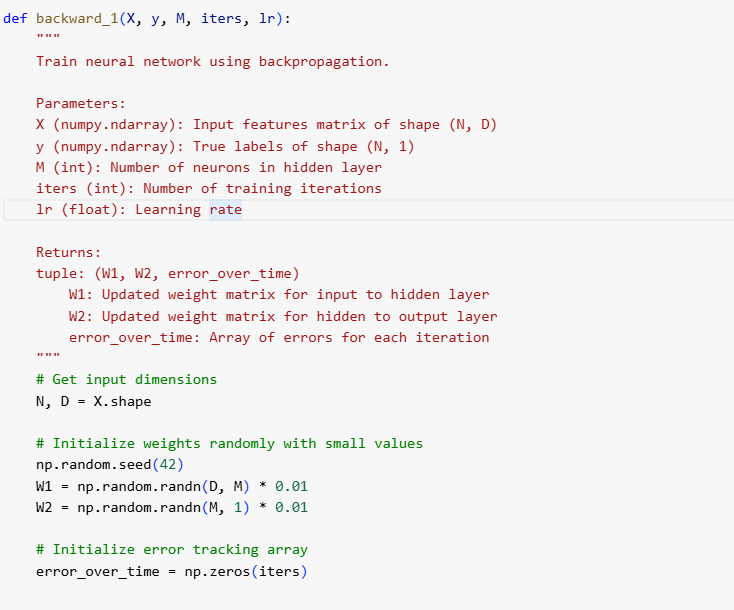 def backward_1(X, y, M, iters, lr):
    """
    Train neural network using backpropagation.

    Parameters:
    X (numpy.ndarray): Input features matrix of shape (N, D)
    y (numpy.ndarray): True labels of shape (N, 1)
    M (int): Number of neurons in hidden layer
    iters (int): Number of training iterations
    lr (float): Learning rate

    Returns:
    tuple: (W1, W2, error_over_time)
        W1: Updated weight matrix for input to hidden layer
        W2: Updated weight matrix for hidden to output layer
        error_over_time: Array of errors for each iteration
    """
    # Get input dimensions
    N, D = X.shape

    # Initialize weights randomly with small values
    np.random.seed(42)
    W1 = np.random.randn(D, M) * 0.01
    W2 = np.random.randn(M, 1) * 0.01

    # Initialize error tracking array
    error_over_time = np.zeros(iters)